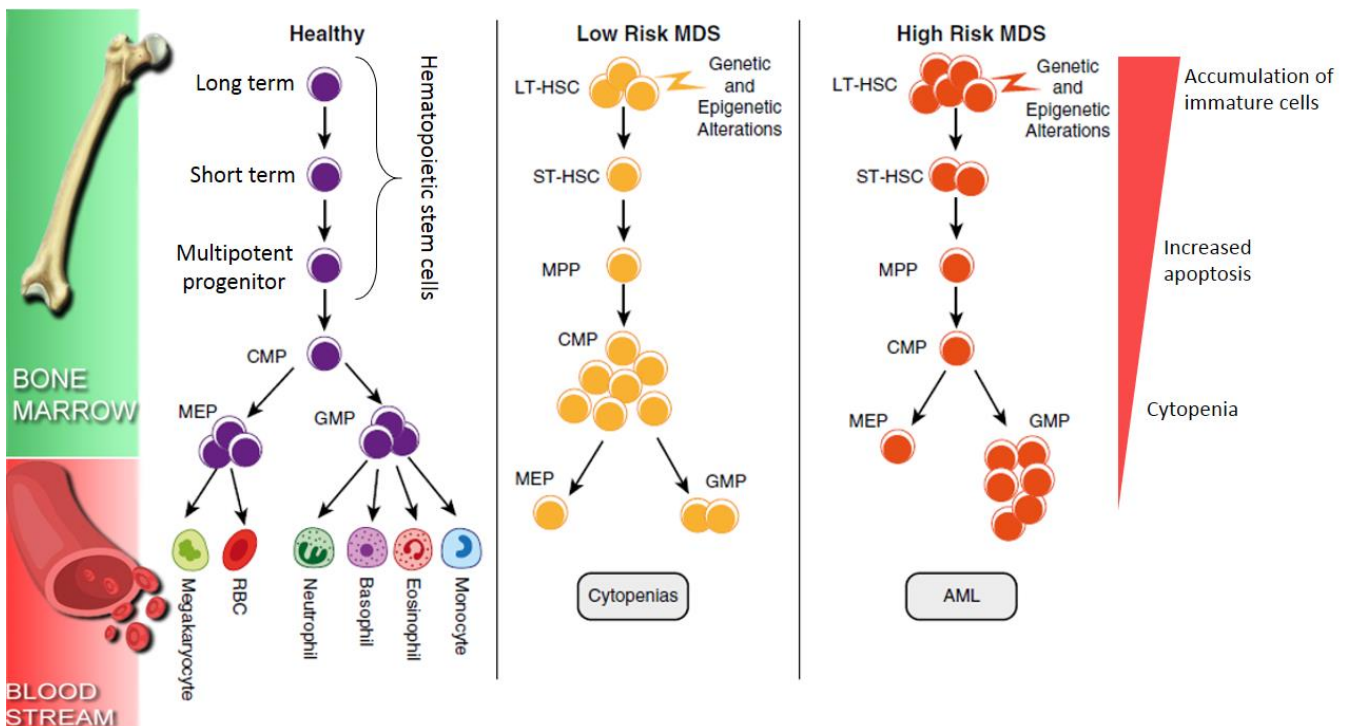 Healthy
Long term
Short term
Multipotent
progenitor
Hematopoietic stem cells
CMP
MEP
GMP
Megakaryocyte
RBC
Neutrophil
Basophil
Eosinophil
Monocyte
BONE
MARROW
BLOOD
STREAM
Low Risk MDS
LT-HSC
Genetic
and
Epigenetic
Alterations
ST-HSC
MPP
CMP
MEP
GMP
Cytopenias
High Risk MDS
LT-HSC
Genetic
and
Epigenetic
Alterations
ST-HSC
MPP
CMP
MEP
GMP
AML
Accumulation of
immature cells
Increased
apoptosis
Cytopenia